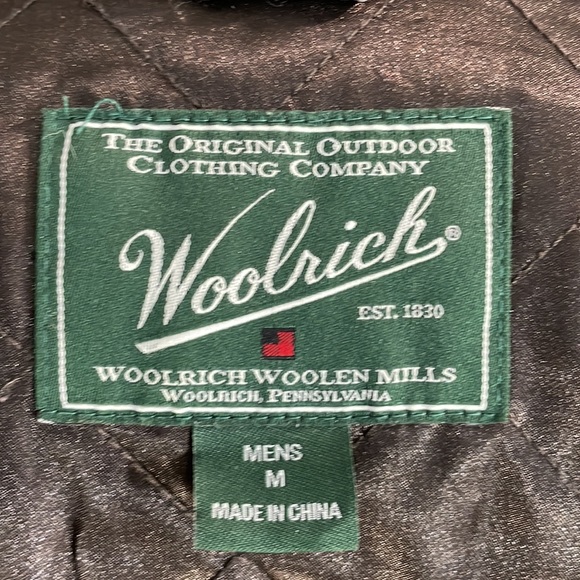 THE ORIGINAL OUTDOOR
CLOTHING COMPANY
Woolrich®
EST. 1830
WOOLRICH WOOLEN MILLS
WOOLRICH, PENNSYLVANIA
MENS
M
MADE IN CHINA